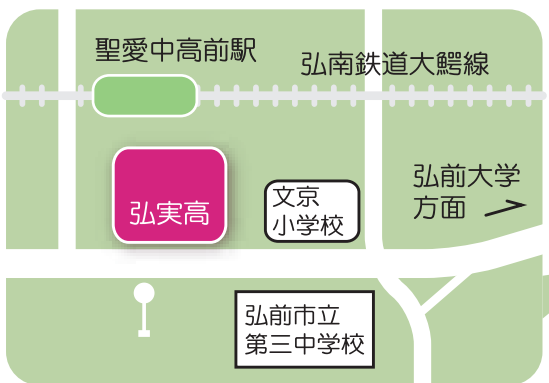 聖愛中高前駅
弘南鉄道大鰐線
弘前大学
方面
文京
小学校
弘実高
弘前市立
第三中学校